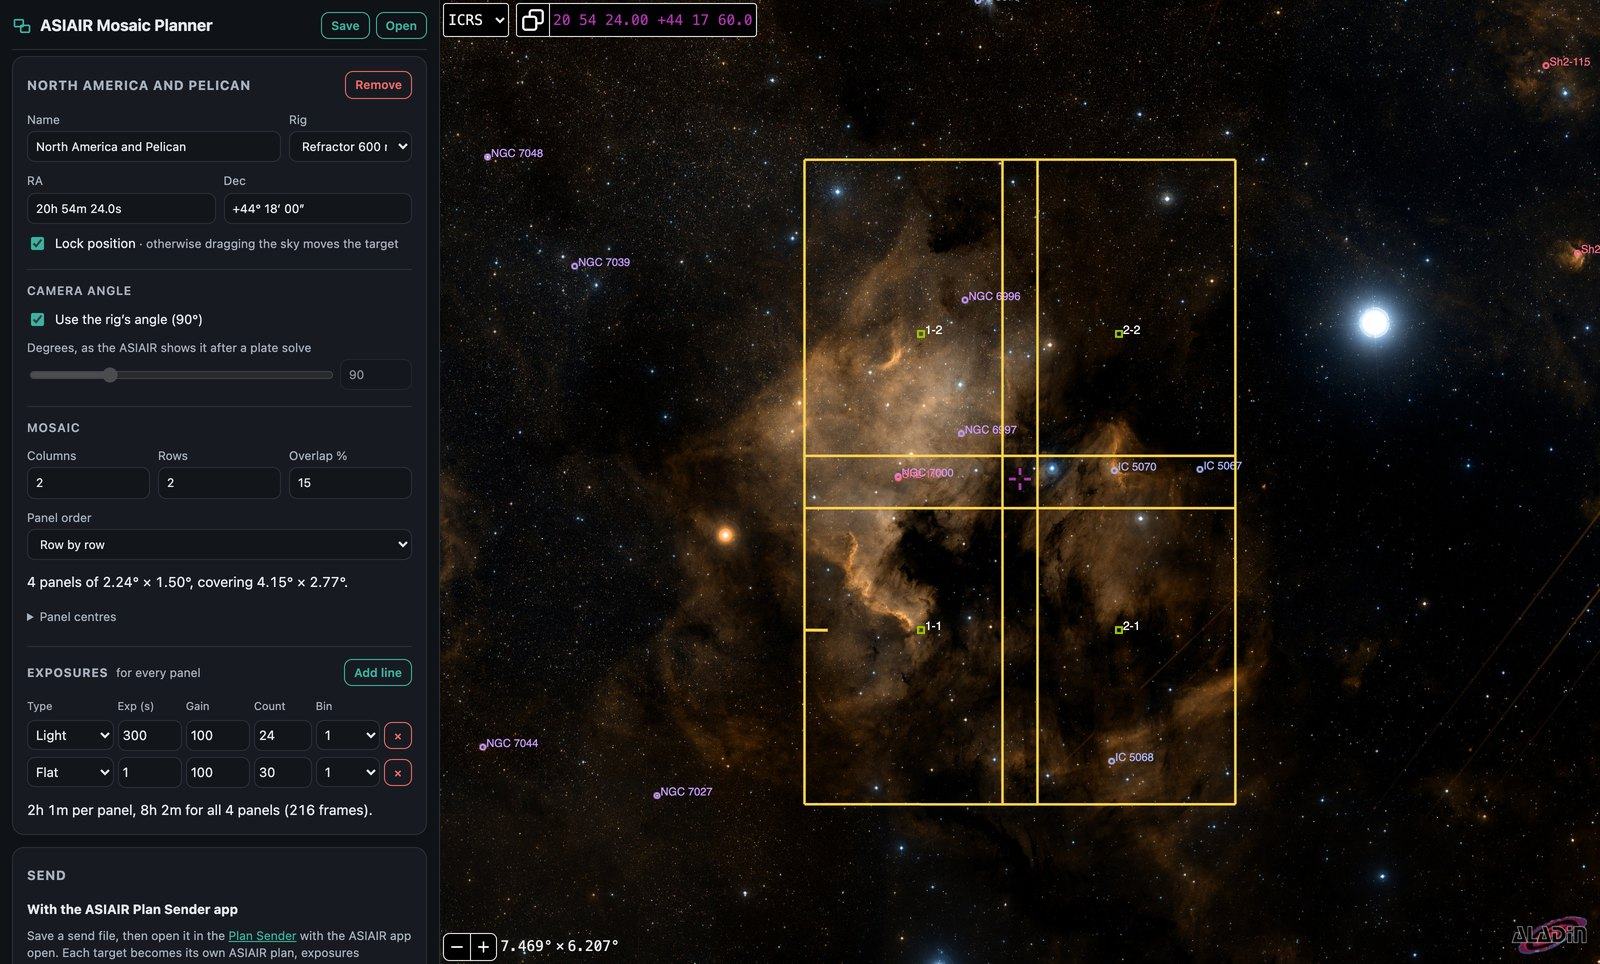 ASIAIR Mosaic Planner
Save
Open
NORTH AMERICA AND PELICAN
Remove
Name
Rig
North America and Pelican
Refractor 600
RA
Dec
20h 54m 24.0s
+44° 18′ 00″
Lock position · otherwise dragging the sky moves the target
CAMERA ANGLE
Use the rig's angle (90°)
Degrees, as the ASIAIR shows it after a plate solve
90
MOSAIC
Columns
Rows
Overlap %
2
2
15
Panel order
Row by row
4 panels of 2.24° × 1.50°, covering 4.15° × 2.77°.
Panel centres
EXPOSURES for every panel
Add line
Type
Exp (s)
Gain
Count
Bin
Light
300
100
24
1
×
Flat
1
100
30
1
×
2h 1m per panel, 8h 2m for all 4 panels (216 frames).
SEND
With the ASIAIR Plan Sender app
Save a send file, then open it in the Plan Sender with the ASIAIR app
open. Each target becomes its own ASIAIR plan, exposures
ICRS
20 54 24.00 +44 17 60.0
Sh2-115
NGC 7048
Sh2
NGC 7039
NGC 6996
1-2
2-2
NGC 6997
NGC 7000
IC 5070
IC 5067
1-1
2-1
NGC 7044
IC 5068
NGC 7027
− + 7.469° × 6.207°
ALADIN